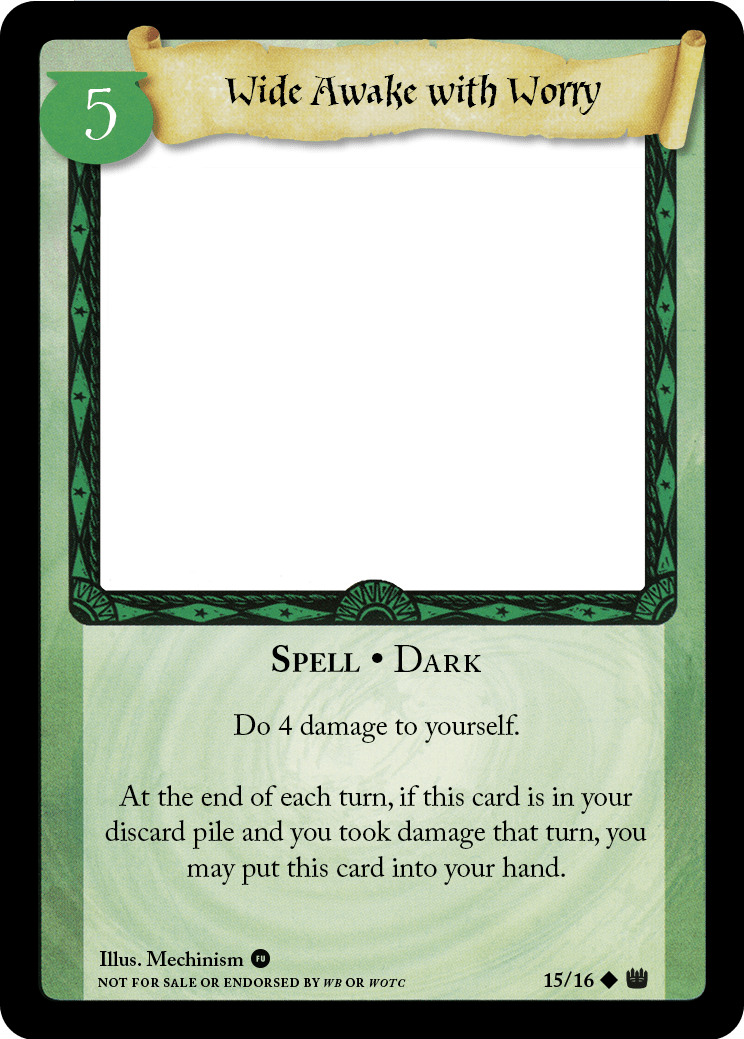 5
Wide Awake with Worry
Spell • Dark
Do 4 damage to yourself.
At the end of each turn, if this card is in your
discard pile and you took damage that turn, you
may put this card into your hand.
Illus. Mechinism FU
NOT FOR SALE OR ENDORSED BY WB OR WOTC
15/16